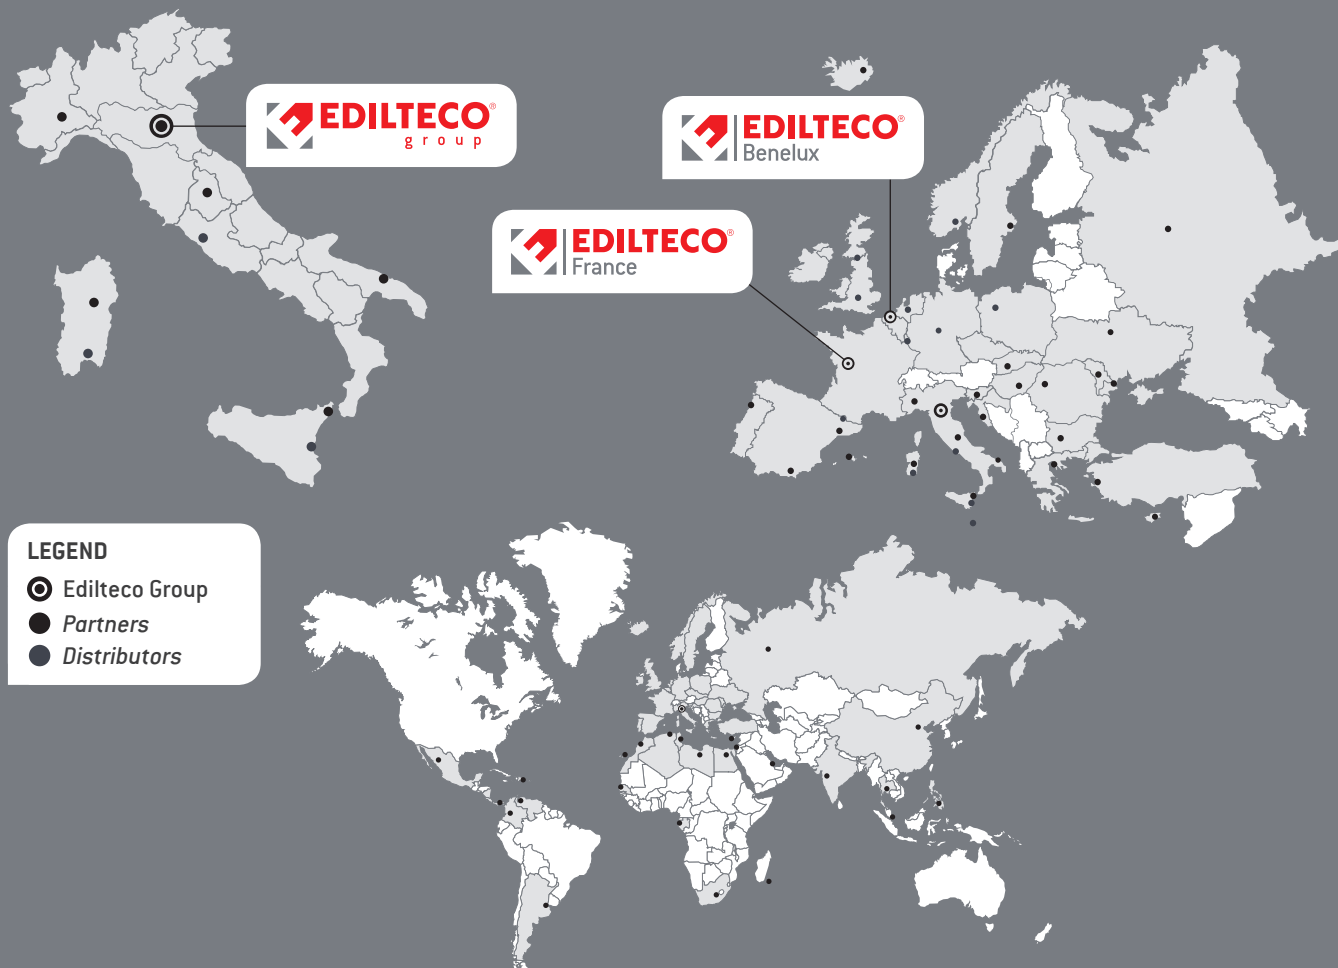 EDILTECO®
group
EDILTECO®
Benelux
EDILTECO®
France
LEGEND
Edilteco Group
Partners
Distributors